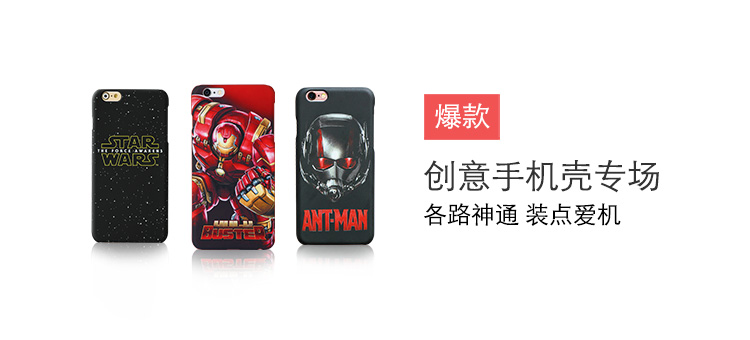 STAR
THE FORCE AWAKENS
WARS
BUSTER
ANT-MAN
爆款
创意手机壳专场
各路神通 装点爱机